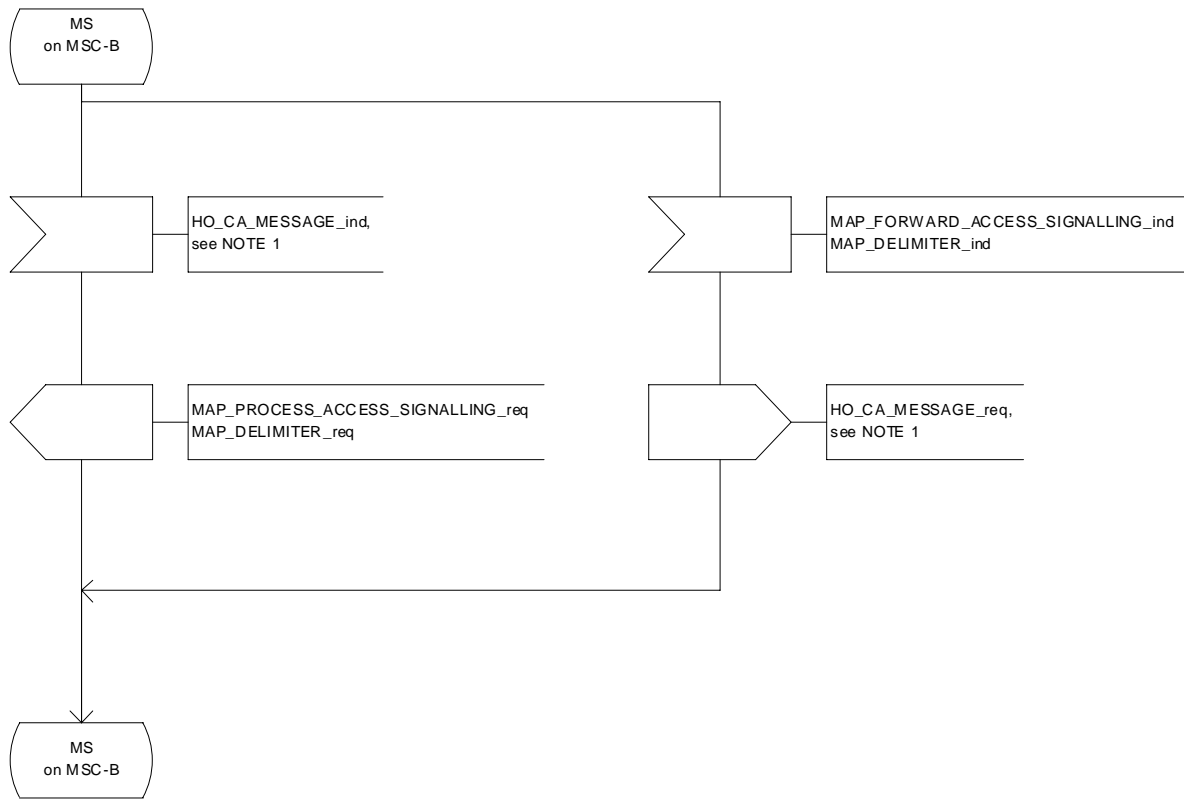 MS
on MSC-B
HO_CA_MESSAGE_ind,
see NOTE 1
MAP_FORWARD_ACCESS_SIGNALLING_ind
MAP_DELIMITER_ind
MAP_PROCESS_ACCESS_SIGNALLING_req
MAP_DELIMITER_req
HO_CA_MESSAGE_req,
see NOTE 1
MS
on MSC-B